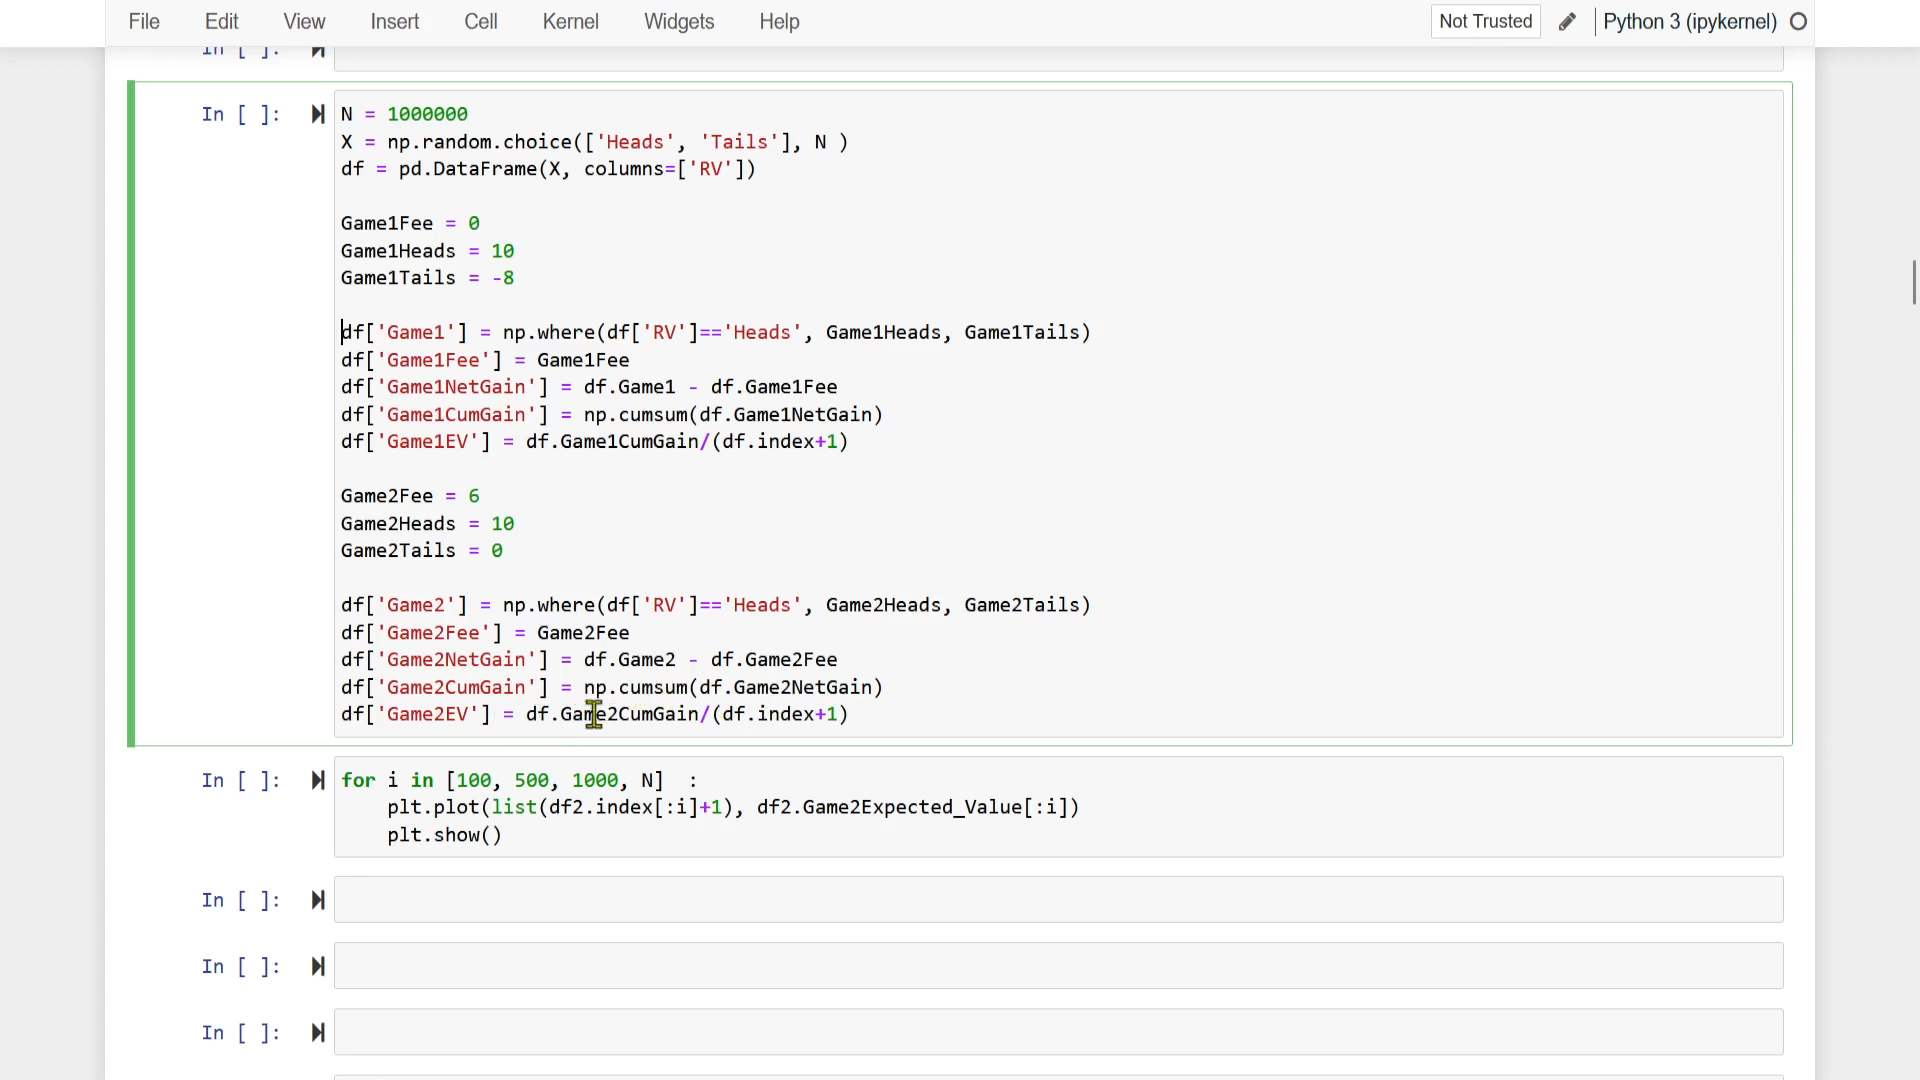 File Edit View Insert Cell Kernel Widgets Help Not Trusted Python 3 (ipykernel)
In [ ]:
In [ ]: N = 1000000
X = np.random.choice(['Heads', 'Tails'], N )
df = pd.DataFrame(X, columns=['RV'])
Game1Fee = 0
Game1Heads = 10
Game1Tails = -8
df['Game1'] = np.where(df['RV']=='Heads', Game1Heads, Game1Tails)
df['Game1Fee'] = Game1Fee
df['Game1NetGain'] = df.Game1 - df.Game1Fee
df['Game1CumGain'] = np.cumsum(df.Game1NetGain)
df['Game1EV'] = df.Game1CumGain/(df.index+1)
Game2Fee = 6
Game2Heads = 10
Game2Tails = 0
df['Game2'] = np.where(df['RV']=='Heads', Game2Heads, Game2Tails)
df['Game2Fee'] = Game2Fee
df['Game2NetGain'] = df.Game2 - df.Game2Fee
df['Game2CumGain'] = np.cumsum(df.Game2NetGain)
df['Game2EV'] = df.Game2CumGain/(df.index+1)
In [ ]: for i in [100, 500, 1000, N]  :
    plt.plot(list(df2.index[:i]+1), df2.Game2Expected_Value[:i])
    plt.show()
In [ ]:
In [ ]:
In [ ]: